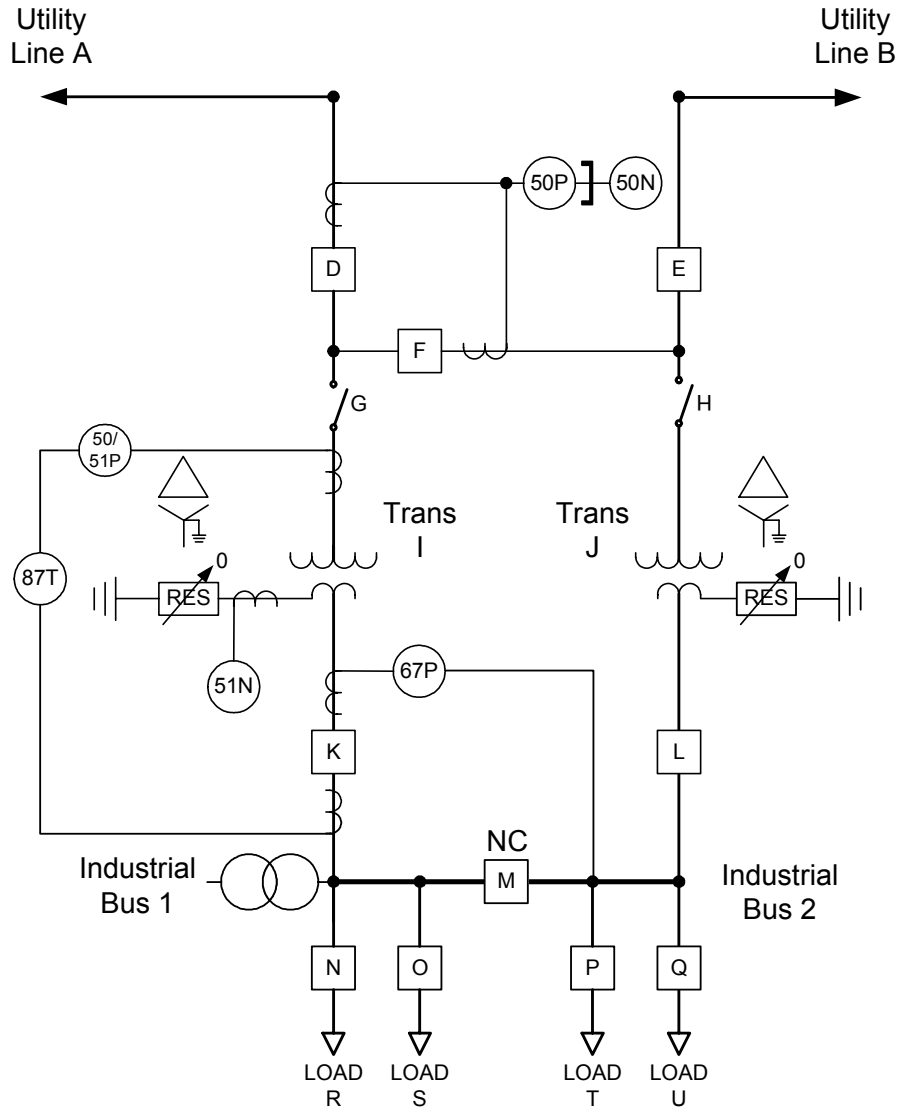 Utility
Line A
Utility
Line B
50P
50N
D
E
F
G
H
50/
51P
Trans
I
Trans
J
87T
0
RES
0
RES
51N
67P
K
L
NC
M
Industrial
Bus 1
Industrial
Bus 2
N
O
P
Q
LOAD
R
LOAD
S
LOAD
T
LOAD
U